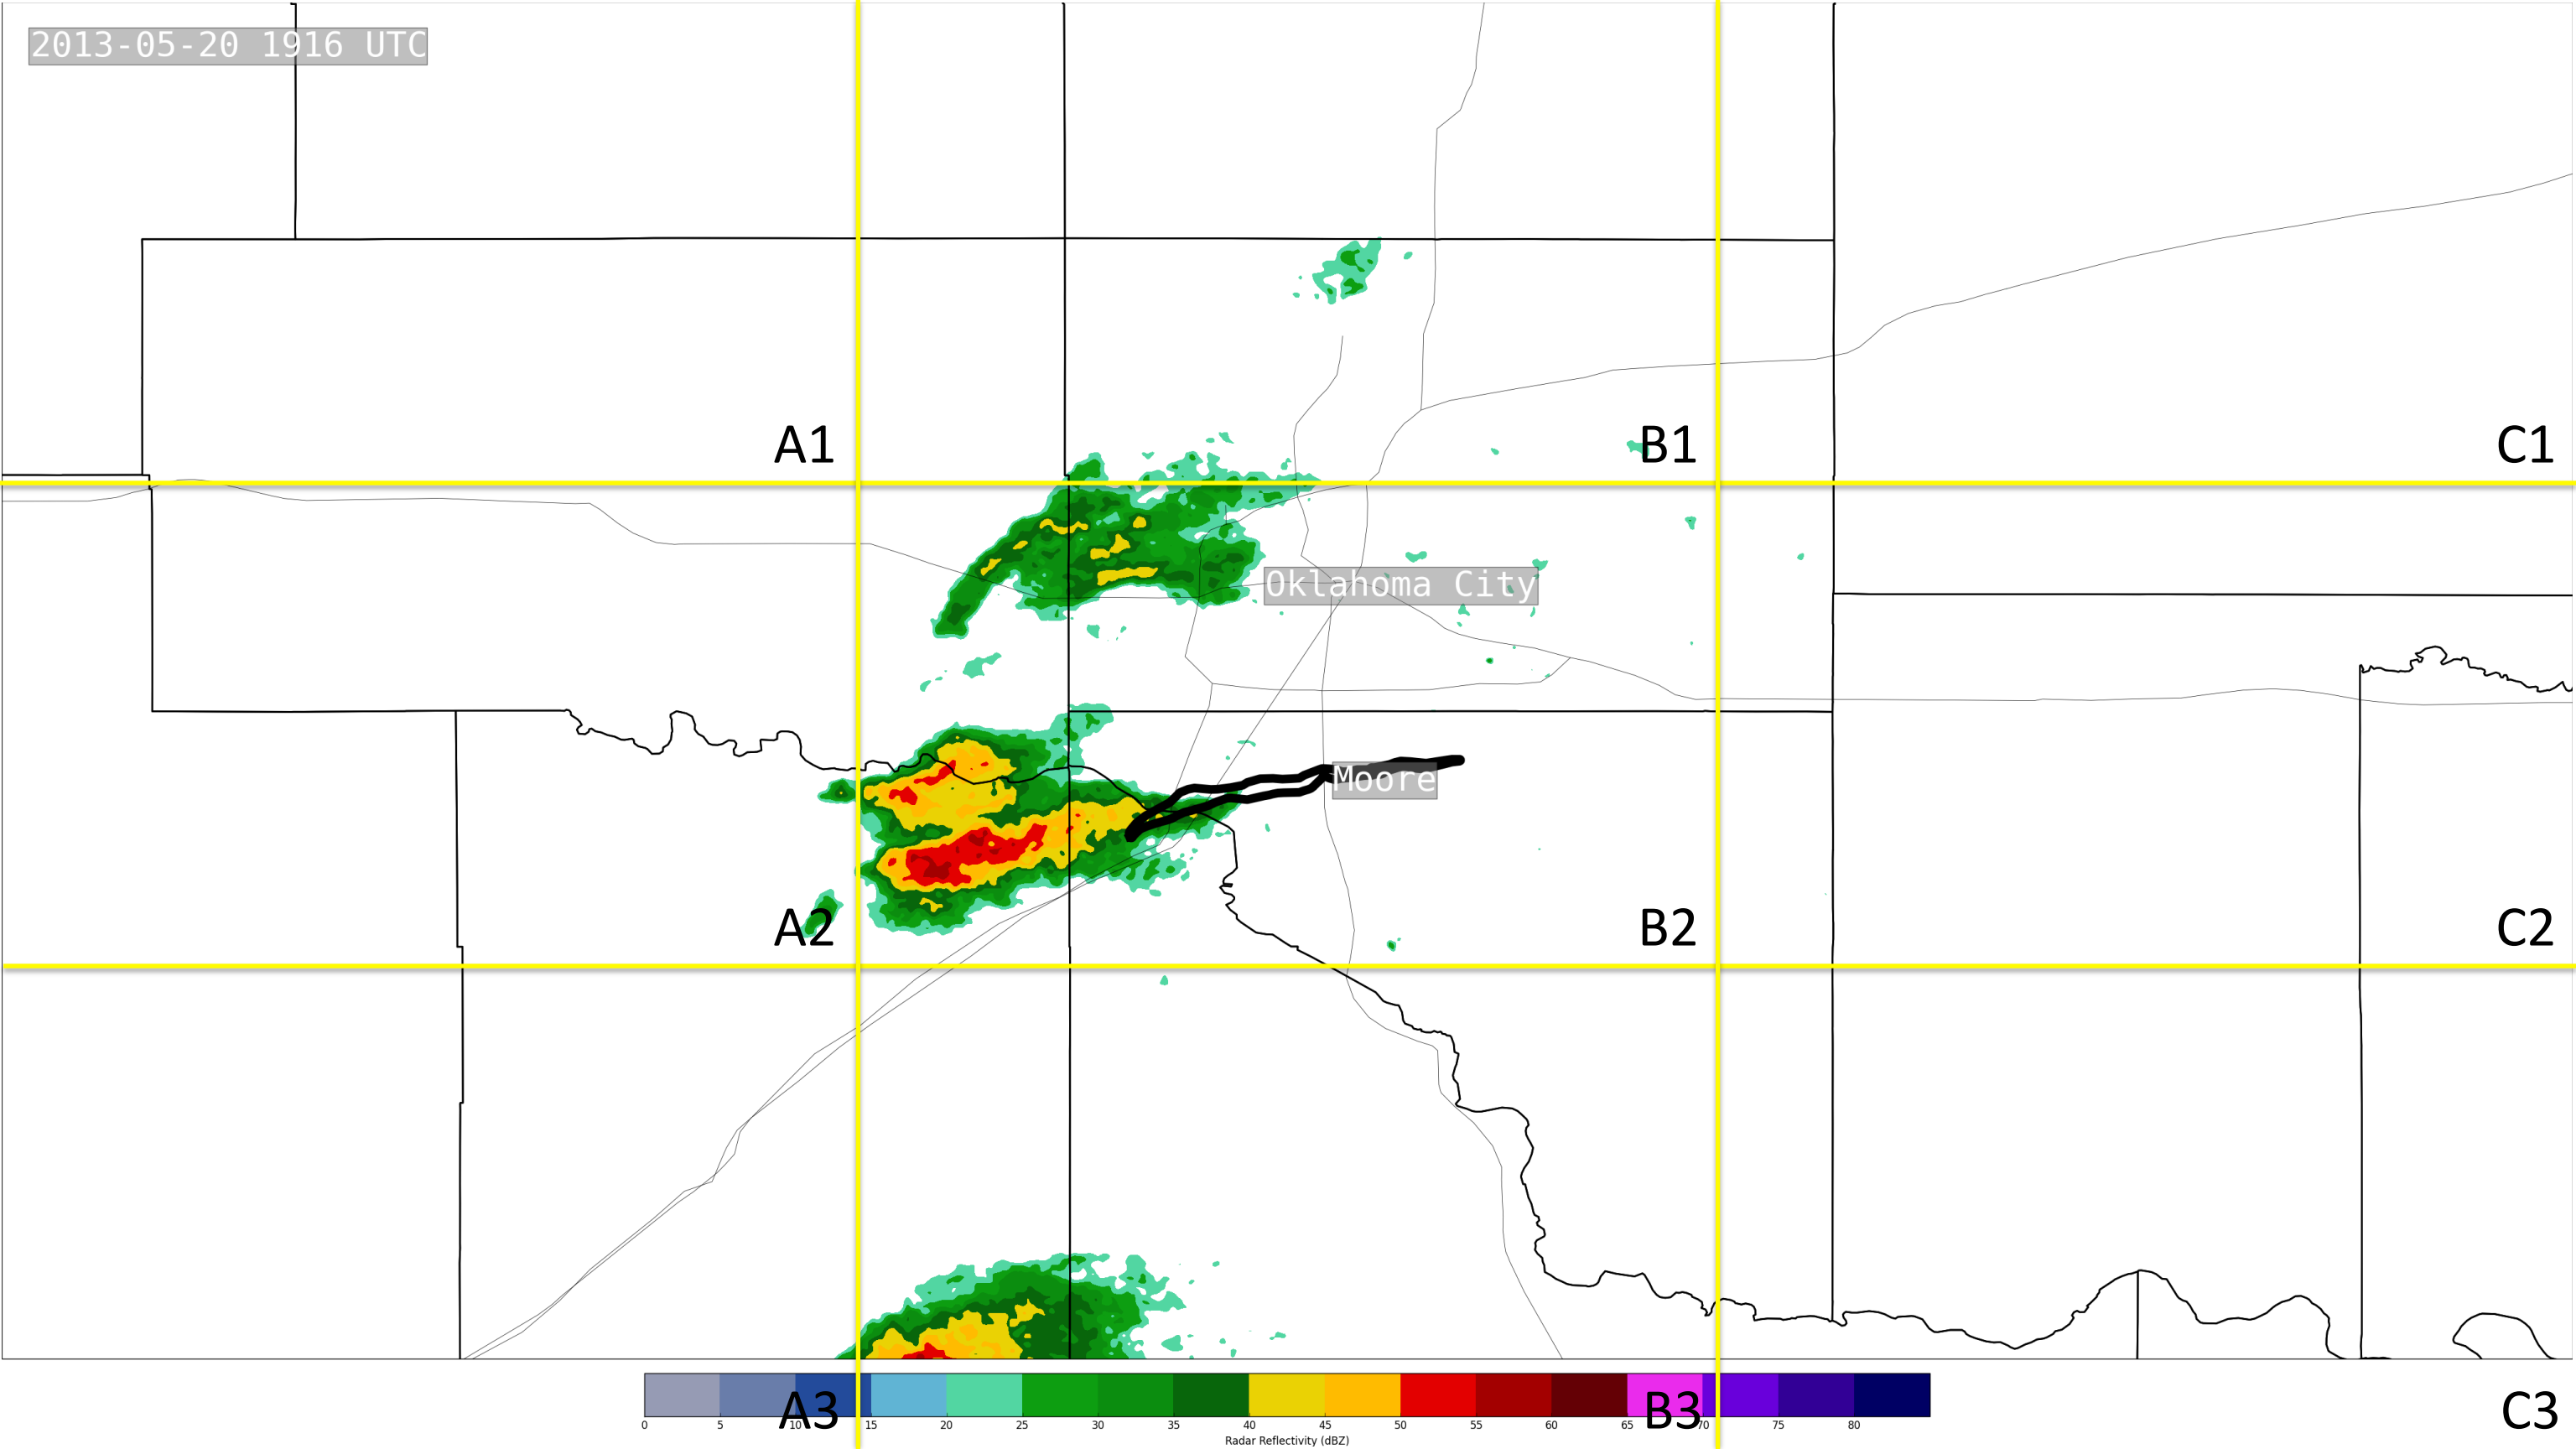 2013-05-20 1916 UTC
A1
B1
C1
Oklahoma City
Moore
A2
B2
C2
A3
B3
C3
0 5 10 15 20 25 30 35 40 45 50 55 60 65 70 75 80
Radar Reflectivity (dBZ)